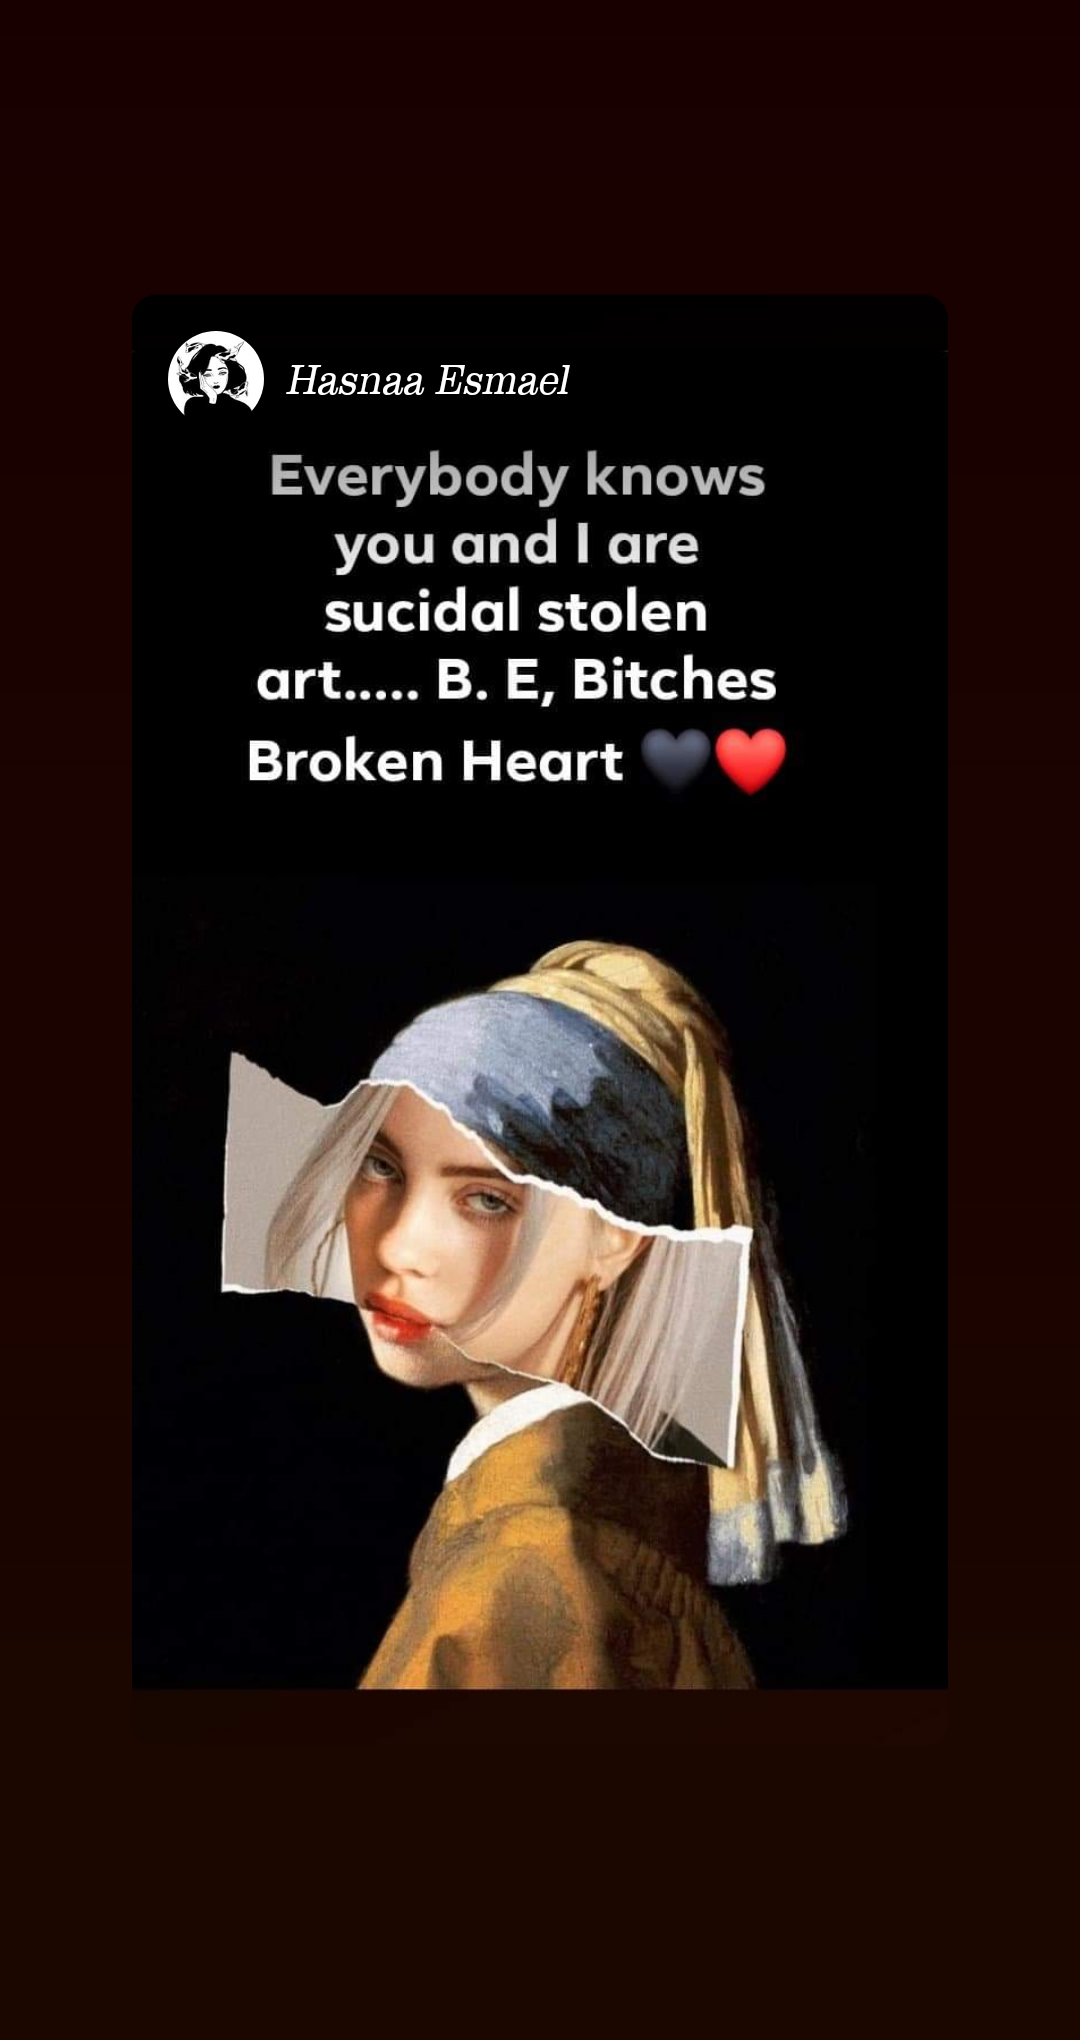 Hasnaa Esmael
Everybody knows
you and I are
sucidal stolen
art..... B. E, Bitches
Broken Heart 🖤❤️